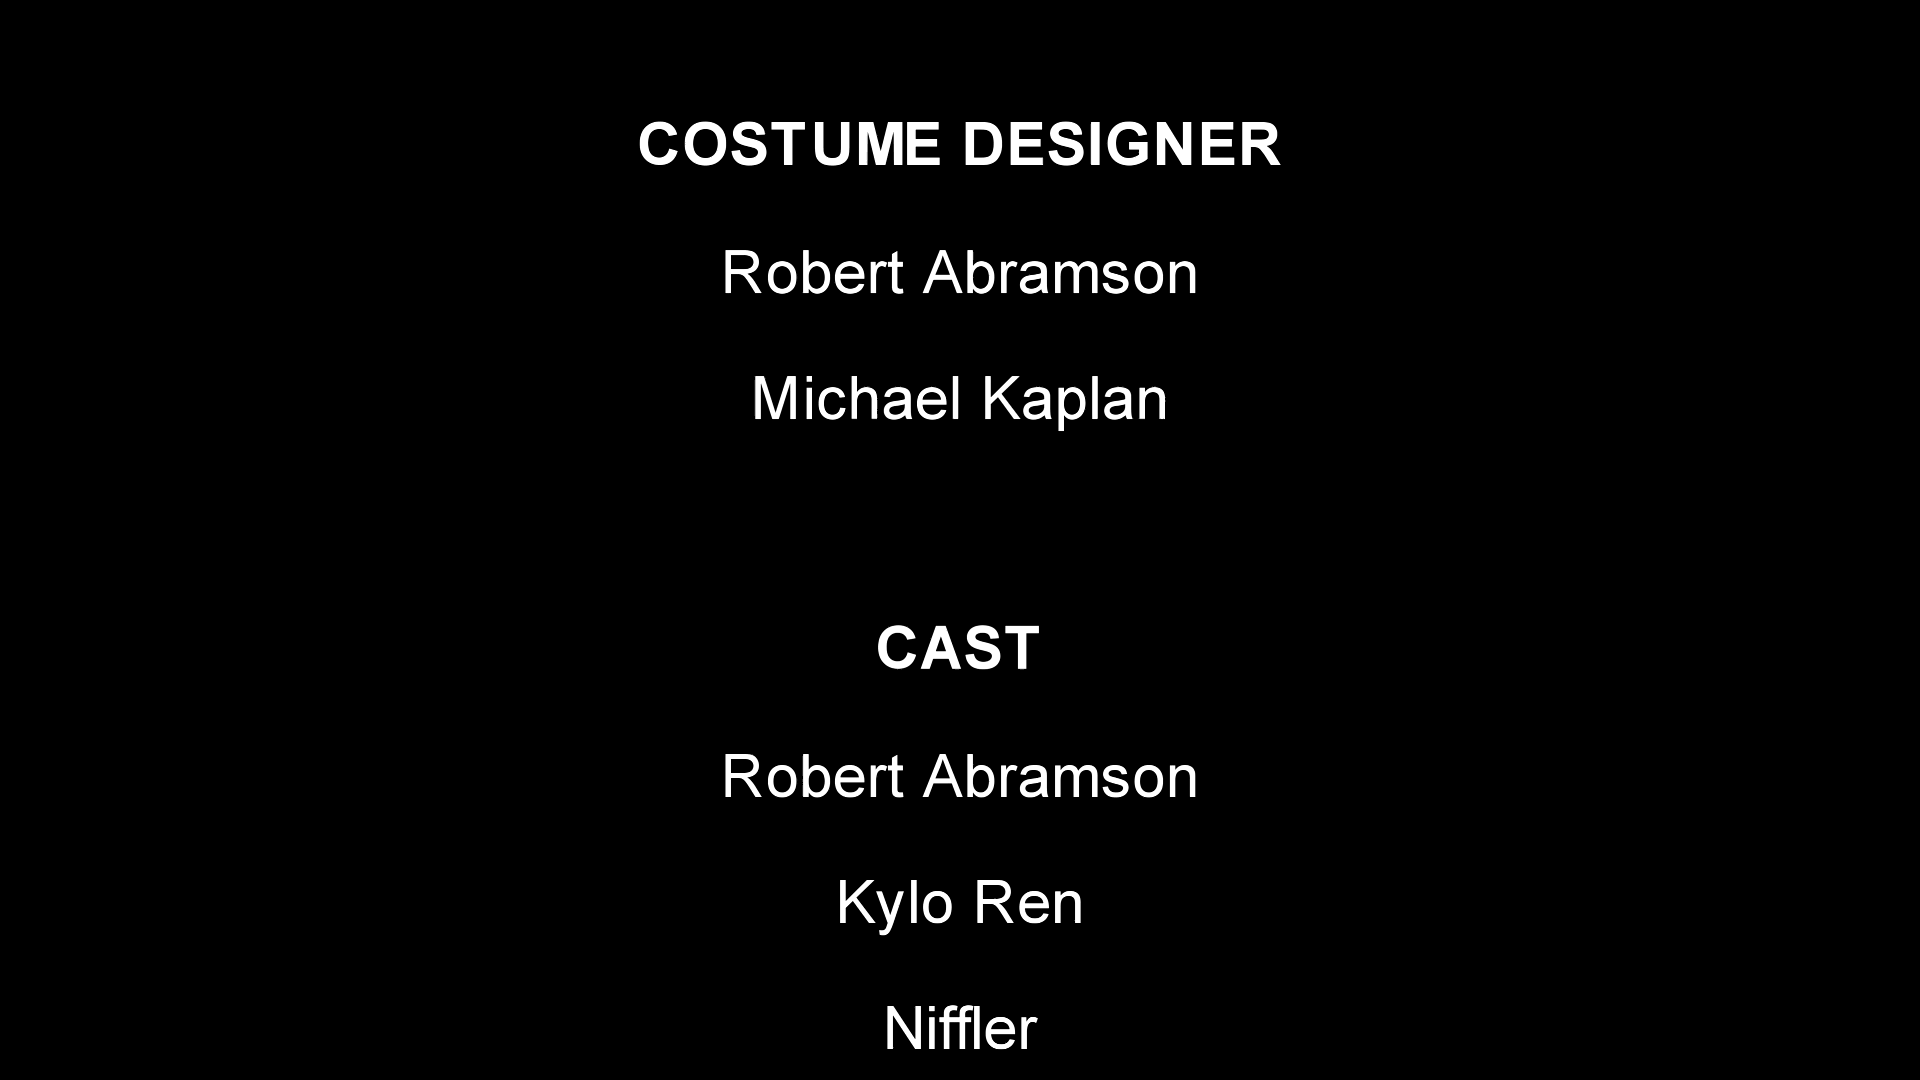 COSTUME DESIGNER
Robert Abramson
Michael Kaplan
CAST
Robert Abramson
Kylo Ren
Niffler